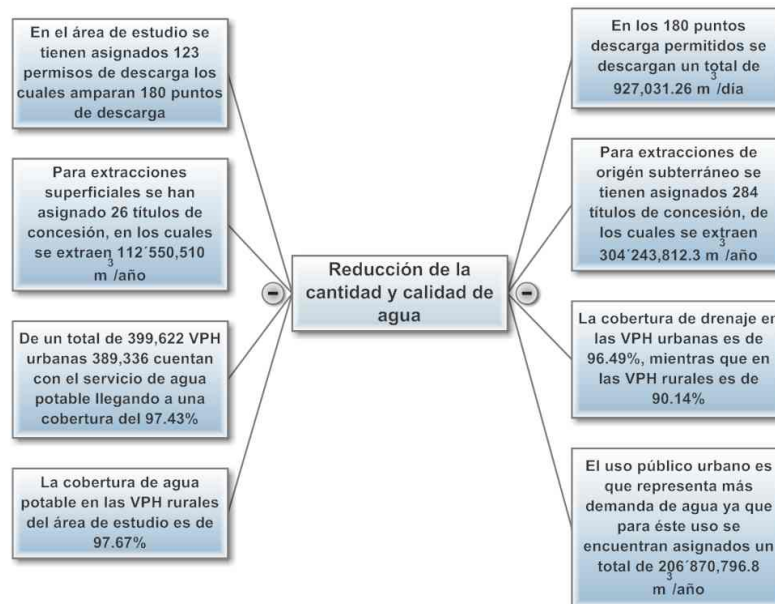 En el área de estudio se
tienen asignados 123
permisos de descarga los
cuales amparan 180 puntos
de descarga
Para extracciones
superficiales se han
asignado 26 títulos de
concesión, en los cuales
se extraen 112´550,510
m³/año
De un total de 399,622 VPH
urbanas 389,336 cuentan
con el servicio de agua
potable llegando a una
cobertura del 97.43%
La cobertura de agua
potable en las VPH rurales
del área de estudio es de
97.67%
Reducción de la
cantidad y calidad de
agua
En los 180 puntos
descarga permitidos se
descargan un total de
927,031.26 m³/día
Para extracciones de
origén subterráneo se
tienen asignados 284
títulos de concesión, de
los cuales se extraen
304´243,812.3 m³/año
La cobertura de drenaje en
las VPH urbanas es de
96.49%, mientras que en
las VPH rurales es de
90.14%
El uso público urbano es
que representa más
demanda de agua ya que
para éste uso se
encuentran asignados un
total de 206´870,796.8
m³/año